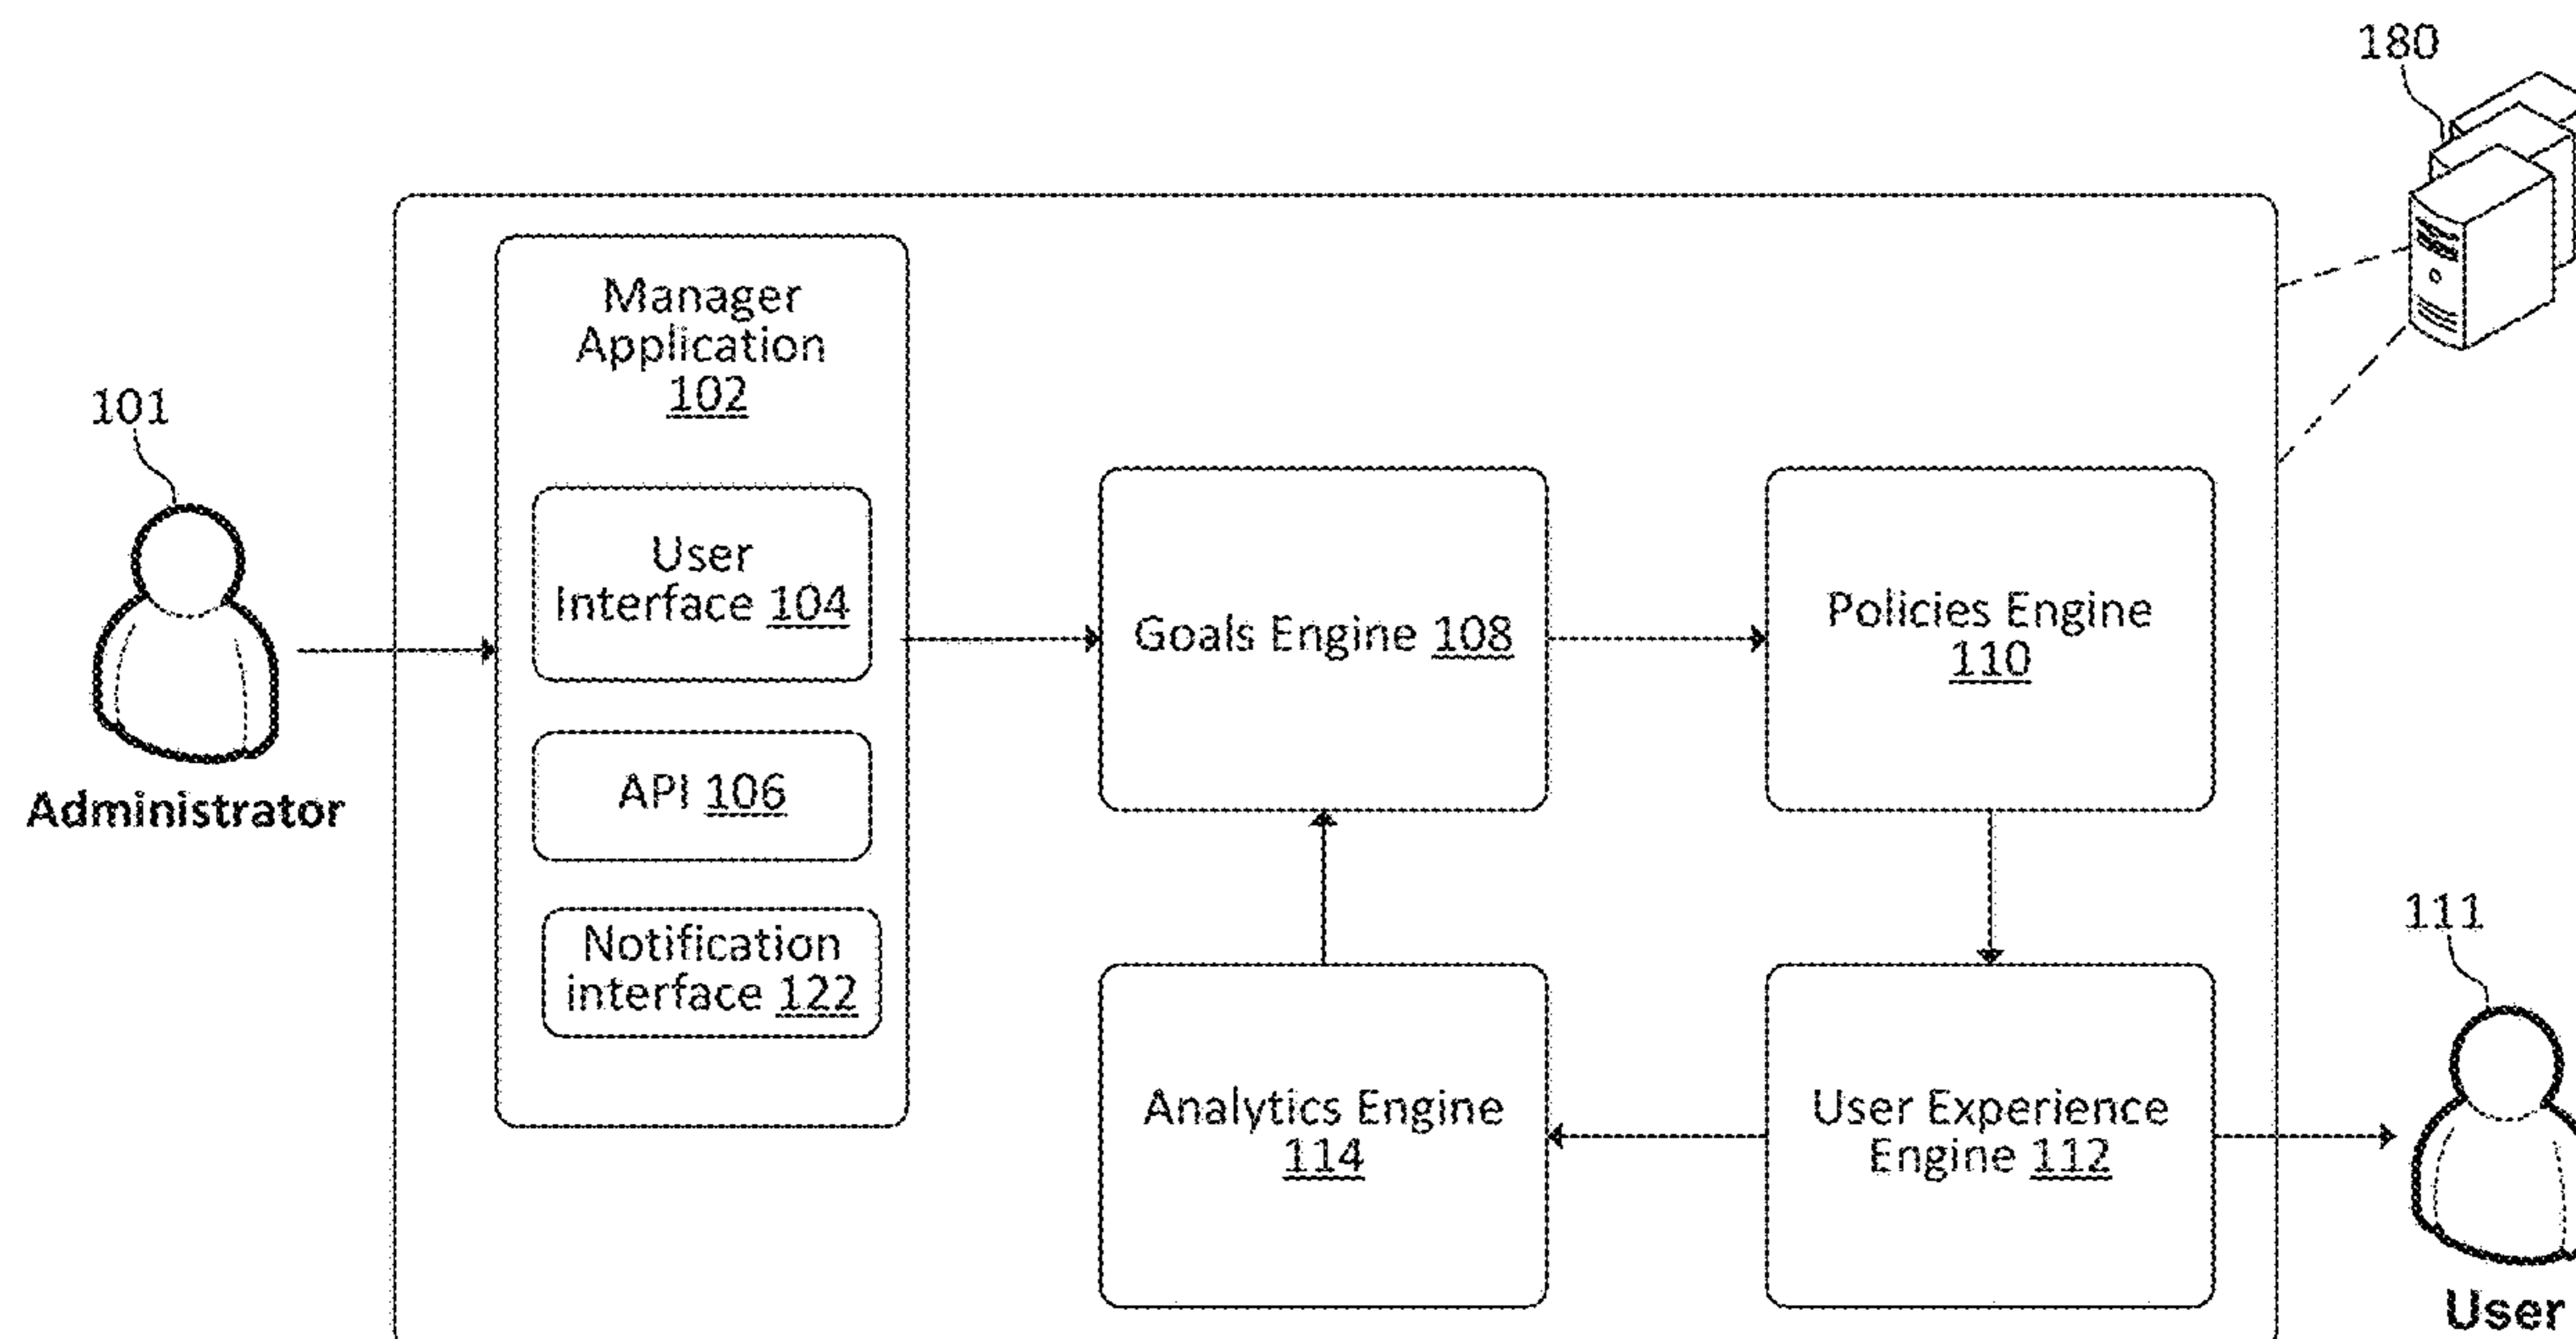 180
Manager
Application
102
101
User
Interface 104
Goals Engine 108
Policies Engine
110
API 106
Administrator
Notification
interface 122
111
Analytics Engine
114
User Experience
Engine 112
User